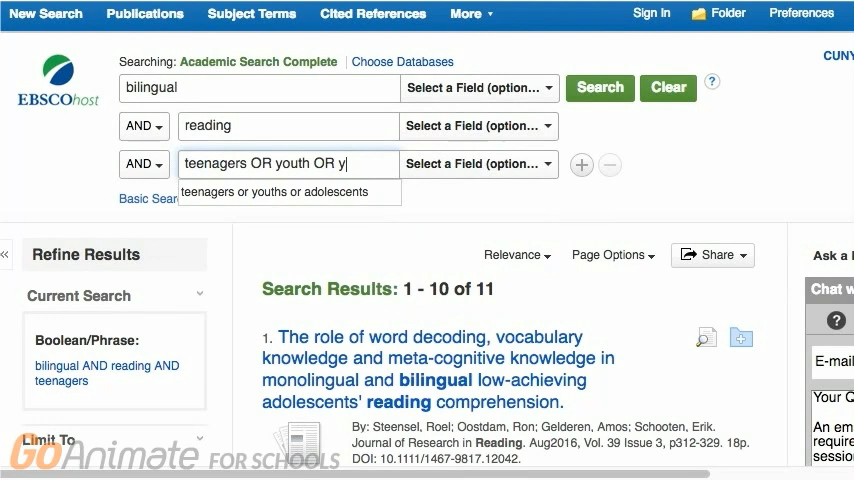 New Search Publications Subject Terms Cited References More Sign In Folder Preferences
Searching: Academic Search Complete | Choose Databases
CUNY
EBSCOhost
bilingual Select a Field (option... Search Clear ?
AND reading Select a Field (option...
AND teenagers OR youth OR y Select a Field (option...
teenagers or youths or adolescents
Basic Sear
Refine Results
Relevance Page Options Share
Ask a
Search Results: 1 - 10 of 11
Current Search
Chat w
Boolean/Phrase:
bilingual AND reading AND
teenagers
1. The role of word decoding, vocabulary
knowledge and meta-cognitive knowledge in
monolingual and bilingual low-achieving
adolescents' reading comprehension.
E-mail
Your Q
An em
require
sessio
By: Steensel, Roel; Oostdam, Ron; Gelderen, Amos; Schooten, Erik.
Journal of Research in Reading. Aug2016, Vol. 39 Issue 3, p312-329. 18p.
DOI: 10.1111/1467-9817.12042.
Limit To
GoAnimate FOR SCHOOLS